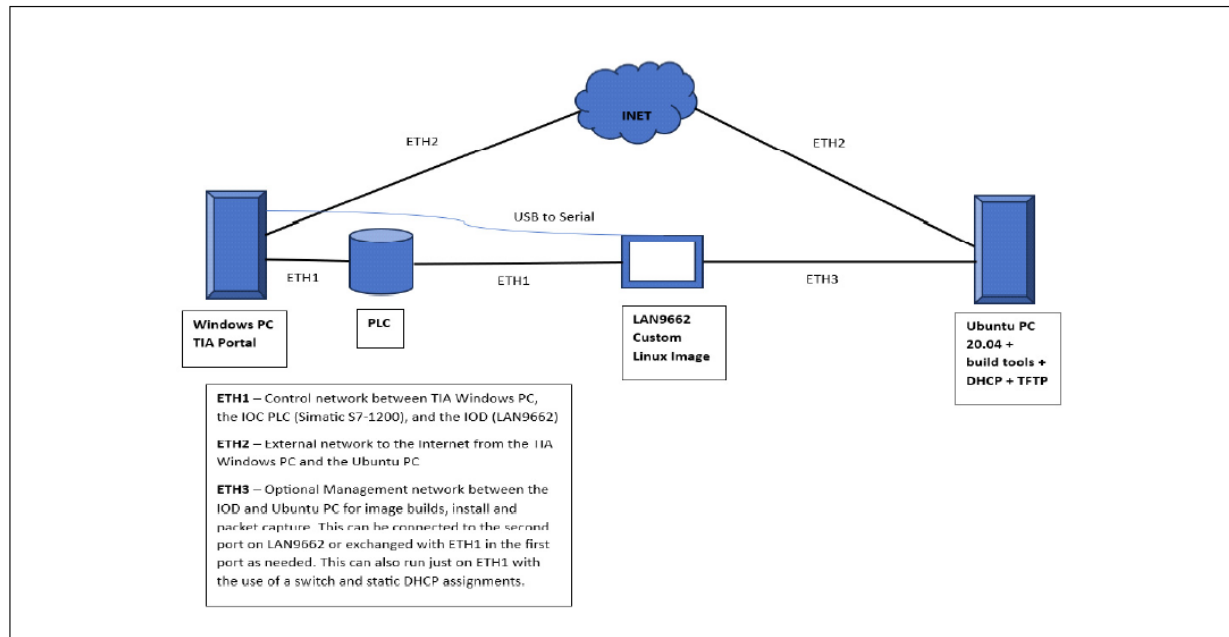 INET
ETH2
ETH2
USB to Serial
ETH1
ETH1
ETH3
Windows PC
TIA Portal
PLC
LAN9662
Custom
Linux Image
Ubuntu PC
20.04 +
build tools +
DHCP + TFTP
ETH1 – Control network between TIA Windows PC,
the IOC PLC (Simatic S7-1200), and the IOD (LAN9662)
ETH2 – External network to the Internet from the TIA
Windows PC and the Ubuntu PC
ETH3 – Optional Management network between the
IOD and Ubuntu PC for image builds, install and
packet capture. This can be connected to the second
port on LAN9662 or exchanged with ETH1 in the first
port as needed. This can also run just on ETH1 with
the use of a switch and static DHCP assignments.